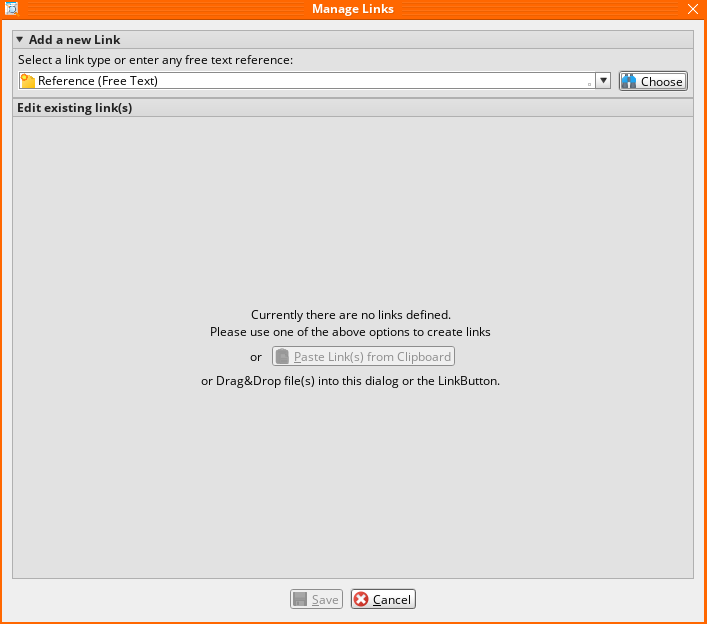 Manage Links
Add a new Link
Select a link type or enter any free text reference:
Reference (Free Text)
Choose
Edit existing link(s)
Currently there are no links defined.
Please use one of the above options to create links
or Paste Link(s) from Clipboard
or Drag&Drop file(s) into this dialog or the LinkButton.
Save Cancel